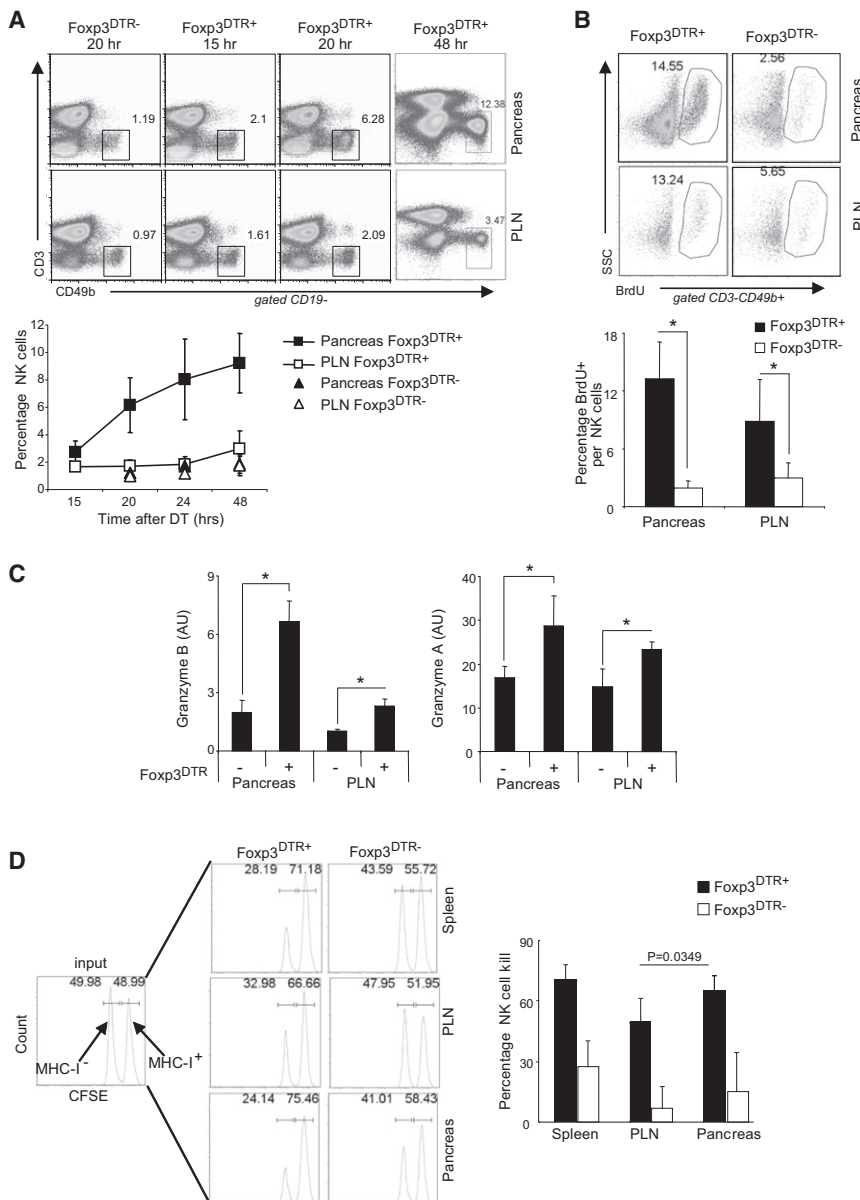 A
Foxp3DTR- Foxp3DTR+ Foxp3DTR+ Foxp3DTR+
20 hr 15 hr 20 hr 48 hr
1.19 2.1 6.28 12.38
Pancreas
0.97 1.61 2.09 3.47
PLN
CD3
CD49b gated CD19-
Percentage NK cells
12
10
8
6
4
2
0
15 20 24 48
Time after DT (hrs)
Pancreas Foxp3DTR+
PLN Foxp3DTR+
Pancreas Foxp3DTR-
PLN Foxp3DTR-
B
Foxp3DTR+ Foxp3DTR-
14.55 2.56
Pancreas
13.24 5.65
PLN
SSC
BrdU gated CD3-CD49b+
Foxp3DTR+
Foxp3DTR-
Percentage BrdU+
per NK cells
18
12
6
0
* *
Pancreas PLN
C
Granzyme B (AU)
9
6
3
0
* *
Foxp3DTR - + - +
Pancreas PLN
Granzyme A (AU)
40
30
20
10
0
* *
- + - +
Pancreas PLN
D
input
49.98 48.99
Count
MHC-I- MHC-I+
CFSE
Foxp3DTR+ Foxp3DTR-
28.19 71.18 43.59 55.72
Spleen
32.98 66.66 47.95 51.95
PLN
24.14 75.46 41.01 58.43
Pancreas
Foxp3DTR+
Foxp3DTR-
Percentage NK cell kill
90
60
30
0
P=0.0349
Spleen PLN Pancreas